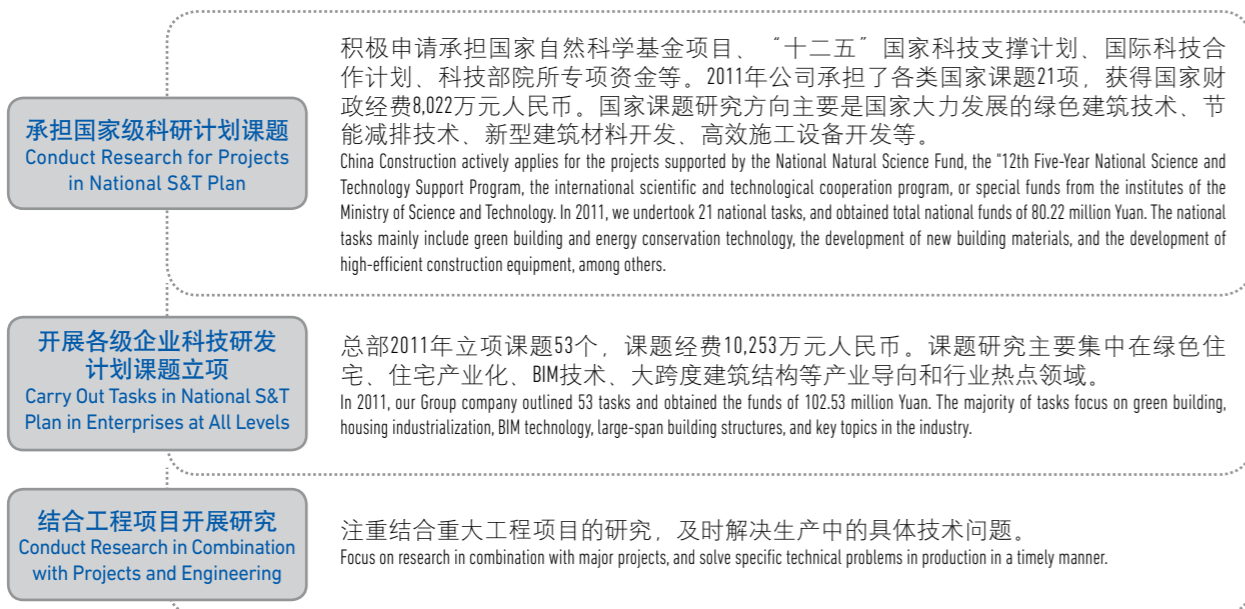 承担国家级科研计划课题
Conduct Research for Projects
in National S&T Plan
积极申请承担国家自然科学基金项目、“十二五”国家科技支撑计划、国际科技合
作计划、科技部院所专项资金等。2011年公司承担了各类国家课题21项，获得国家财
政经费8,022万元人民币。国家课题研究方向主要是国家大力发展的绿色建筑技术、节
能减排技术、新型建筑材料开发、高效施工设备开发等。
China Construction actively applies for the projects supported by the National Natural Science Fund, the "12th Five-Year National Science and
Technology Support Program, the international scientific and technological cooperation program, or special funds from the institutes of the
Ministry of Science and Technology. In 2011, we undertook 21 national tasks, and obtained total national funds of 80.22 million Yuan. The national
tasks mainly include green building and energy conservation technology, the development of new building materials, and the development of
high-efficient construction equipment, among others.
开展各级企业科技研发
计划课题立项
Carry Out Tasks in National S&T
Plan in Enterprises at All Levels
总部2011年立项课题53个，课题经费10,253万元人民币。课题研究主要集中在绿色住
宅、住宅产业化、BIM技术、大跨度建筑结构等产业导向和行业热点领域。
In 2011, our Group company outlined 53 tasks and obtained the funds of 102.53 million Yuan. The majority of tasks focus on green building,
housing industrialization, BIM technology, large-span building structures, and key topics in the industry.
结合工程项目开展研究
Conduct Research in Combination
with Projects and Engineering
注重结合重大工程项目的研究，及时解决生产中的具体技术问题。
Focus on research in combination with major projects, and solve specific technical problems in production in a timely manner.